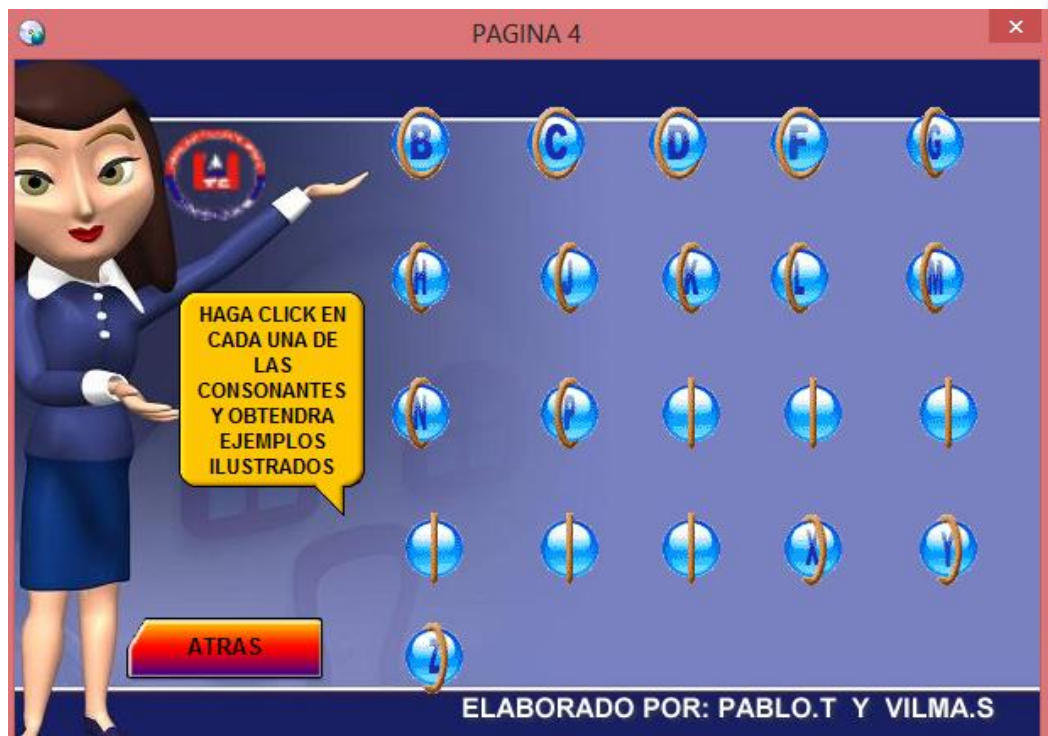 PAGINA 4
B C D F G
H J K L M
N P
X Y
Z
HAGA CLICK EN
CADA UNA DE
LAS
CONSONANTES
Y OBTENDRA
EJEMPLOS
ILUSTRADOS
ATRAS
ELABORADO POR: PABLO.T Y VILMA.S